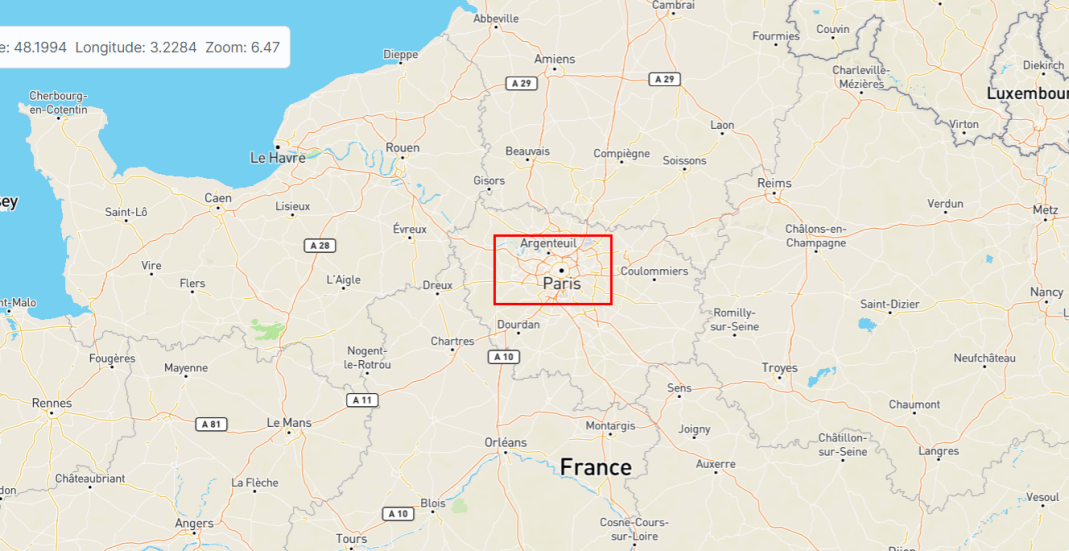 Abbeville
Cambrai
e: 48.1994 Longitude: 3.2284 Zoom: 6.47
Fourmies
Couvin
Dieppe
Amiens
Charleville-
Mézières
Diekirch
A 29
A 29
Luxembour
Cherbourg-
en-Cotentin
Laon
Virton
Le Havre
Rouen
Beauvais
Compiègne
Soissons
Gisors
Reims
sey
Caen
Lisieux
Saint-Lô
Verdun
Metz
Évreux
Châlons-en-
Champagne
A 28
Argenteuil
Vire
Flers
L'Aigle
Dreux
Paris
Coulommiers
nt-Malo
Saint-Dizier
Nancy
L
Romilly-
sur-Seine
Dourdan
Chartres
A 10
Fougères
Mayenne
Nogent-
le-Rotrou
Troyes
Neufchâteau
Sens
Rennes
A 11
Chaumont
A 81
Le Mans
Montargis
Joigny
Orléans
Châtillon-
sur-Seine
Langres
France
Auxerre
Châteaubriant
La Flèche
don
Blois
Vesoul
A 10
Angers
Cosne-Cours-
sur-Loire
Tours
Dijon